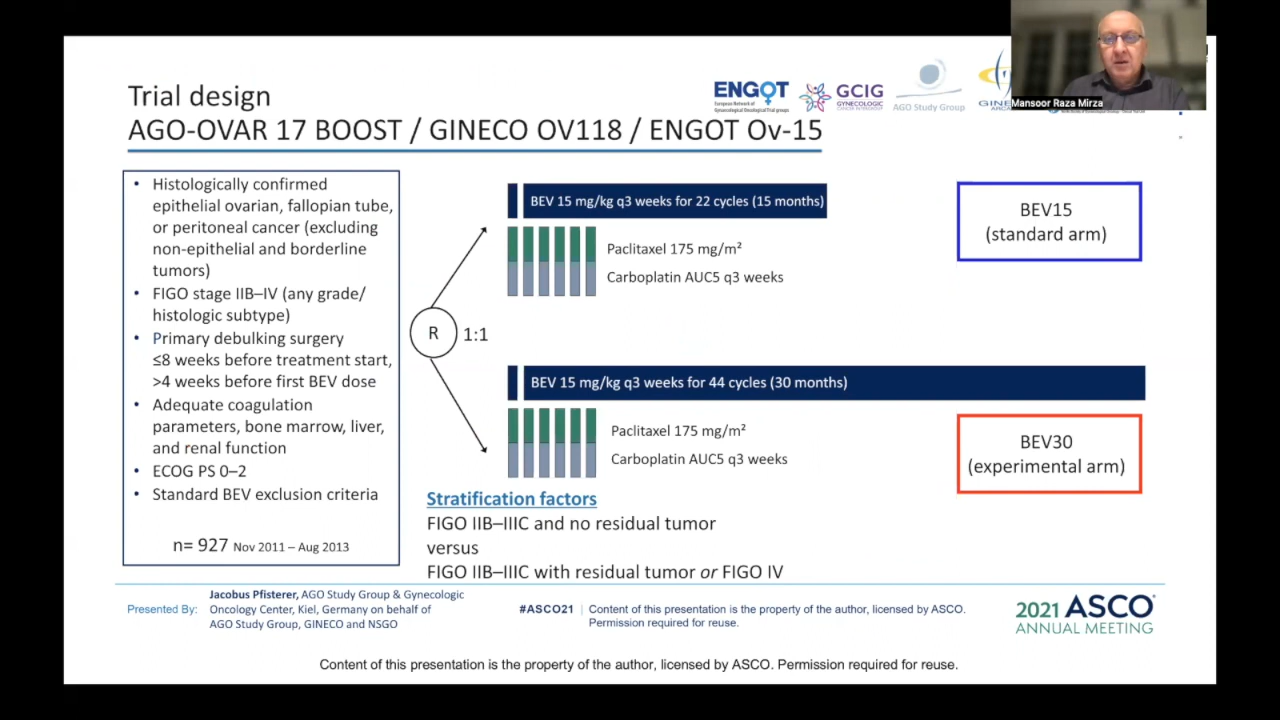 Trial design
AGO-OVAR 17 BOOST / GINECO OV118 / ENGOT Ov-15
ENGOT
European Network of
Gynaecological Oncological Trial groups
GCIG
GYNECOLOGIC
AGO Study Group
Mansoor Raza Mirza
• Histologically confirmed
epithelial ovarian, fallopian tube,
or peritoneal cancer (excluding
non-epithelial and borderline
tumors)
• FIGO stage IIB–IV (any grade/
histologic subtype)
• Primary debulking surgery
≤8 weeks before treatment start,
>4 weeks before first BEV dose
• Adequate coagulation
parameters, bone marrow, liver,
and renal function
• ECOG PS 0–2
• Standard BEV exclusion criteria
n= 927 Nov 2011 – Aug 2013
R
1:1
BEV 15 mg/kg q3 weeks for 22 cycles (15 months)
Paclitaxel 175 mg/m²
Carboplatin AUC5 q3 weeks
BEV15
(standard arm)
BEV 15 mg/kg q3 weeks for 44 cycles (30 months)
Paclitaxel 175 mg/m²
Carboplatin AUC5 q3 weeks
BEV30
(experimental arm)
Stratification factors
FIGO IIB–IIIC and no residual tumor
versus
FIGO IIB–IIIC with residual tumor or FIGO IV
Presented By:
Jacobus Pfisterer, AGO Study Group & Gynecologic
Oncology Center, Kiel, Germany on behalf of
AGO Study Group, GINECO and NSGO
#ASCO21
Content of this presentation is the property of the author, licensed by ASCO.
Permission required for reuse.
2021 ASCO
ANNUAL MEETING
Content of this presentation is the property of the author, licensed by ASCO. Permission required for reuse.